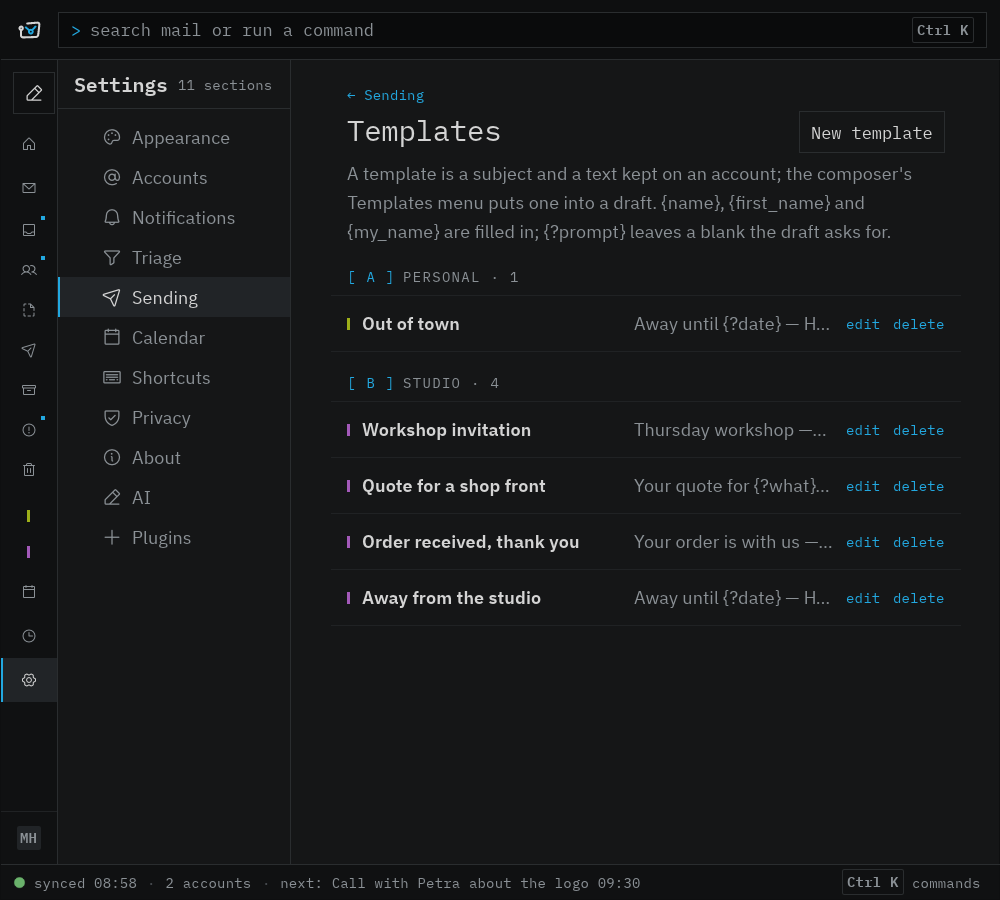 > search mail or run a command Ctrl K
Settings 11 sections
Appearance
Accounts
Notifications
Triage
Sending
Calendar
Shortcuts
Privacy
About
AI
Plugins
← Sending
Templates
New template
A template is a subject and a text kept on an account; the composer's
Templates menu puts one into a draft. {name}, {first_name} and
{my_name} are filled in; {?prompt} leaves a blank the draft asks for.
[ A ] PERSONAL · 1
Out of town Away until {?date} — H... edit delete
[ B ] STUDIO · 4
Workshop invitation Thursday workshop —... edit delete
Quote for a shop front Your quote for {?what}... edit delete
Order received, thank you Your order is with us —... edit delete
Away from the studio Away until {?date} — H... edit delete
MH
synced 08:58 · 2 accounts · next: Call with Petra about the logo 09:30 Ctrl K commands